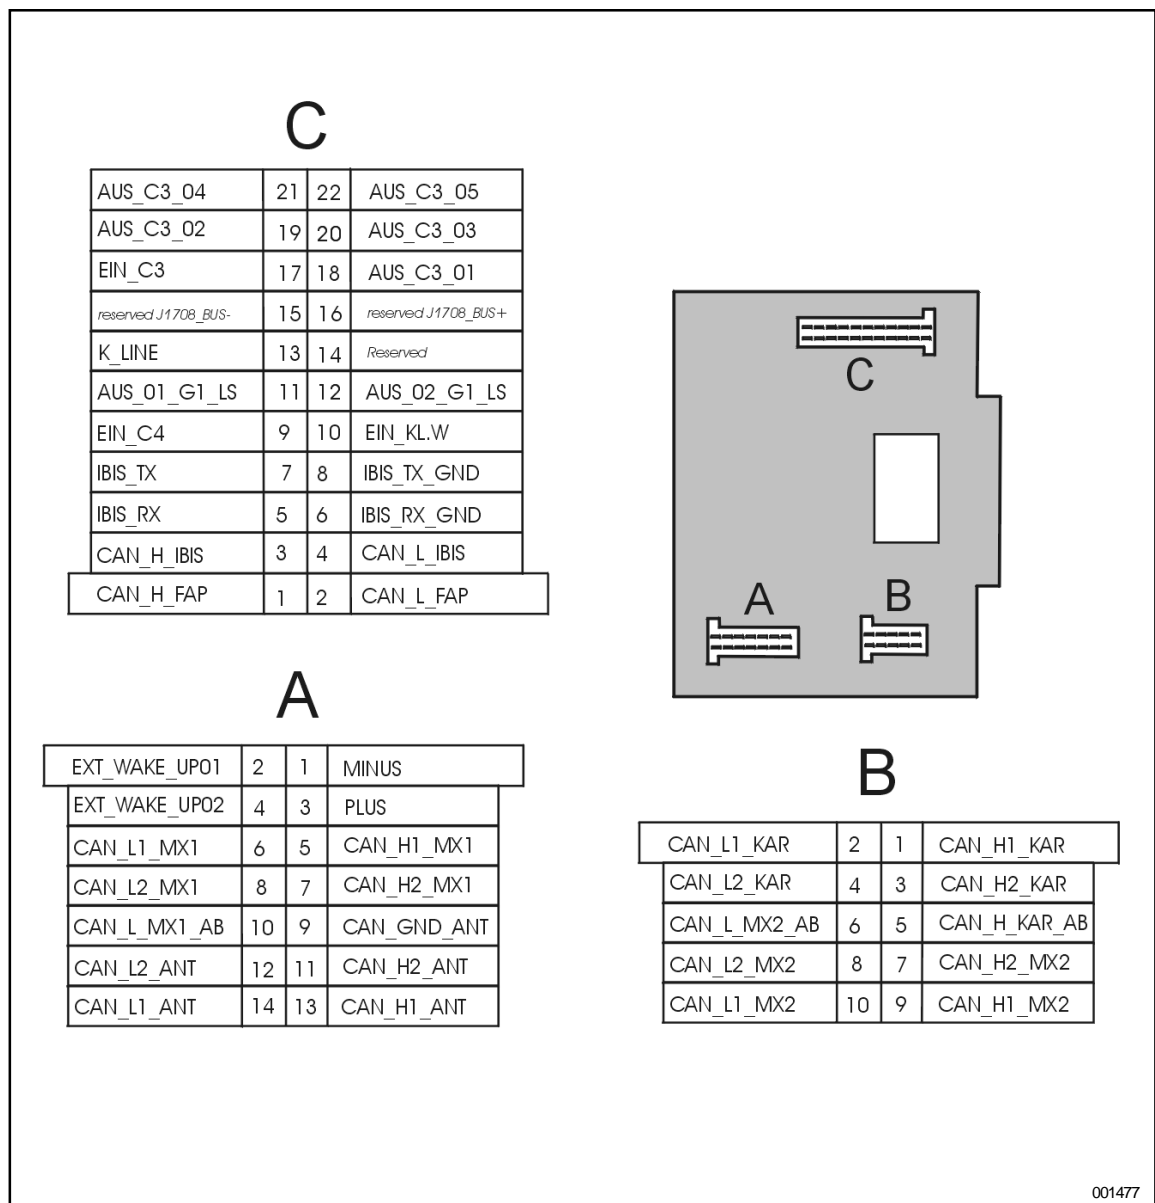 C
AUS_C3_04 21 22 AUS_C3_05
AUS_C3_02 19 20 AUS_C3_03
EIN_C3 17 18 AUS_C3_01
reserved J1708_BUS- 15 16 reserved J1708_BUS+
K_LINE 13 14 Reserved
AUS_01_G1_LS 11 12 AUS_02_G1_LS
EIN_C4 9 10 EIN_KL.W
IBIS_TX 7 8 IBIS_TX_GND
IBIS_RX 5 6 IBIS_RX_GND
CAN_H_IBIS 3 4 CAN_L_IBIS
CAN_H_FAP 1 2 CAN_L_FAP
C
A B
A
EXT_WAKE_UP01 2 1 MINUS
EXT_WAKE_UP02 4 3 PLUS
CAN_L1_MX1 6 5 CAN_H1_MX1
CAN_L2_MX1 8 7 CAN_H2_MX1
CAN_L_MX1_AB 10 9 CAN_GND_ANT
CAN_L2_ANT 12 11 CAN_H2_ANT
CAN_L1_ANT 14 13 CAN_H1_ANT
B
CAN_L1_KAR 2 1 CAN_H1_KAR
CAN_L2_KAR 4 3 CAN_H2_KAR
CAN_L_MX2_AB 6 5 CAN_H_KAR_AB
CAN_L2_MX2 8 7 CAN_H2_MX2
CAN_L1_MX2 10 9 CAN_H1_MX2
001477